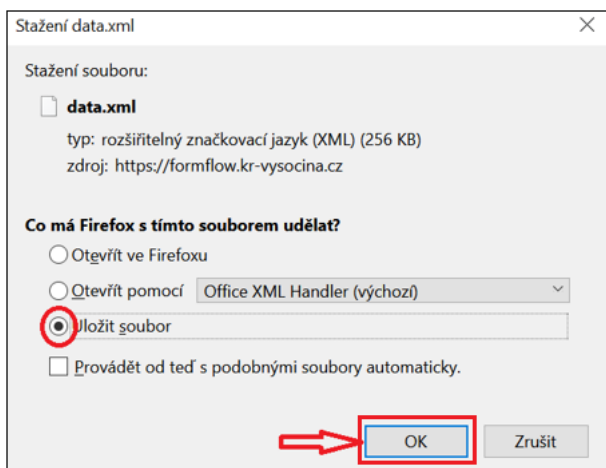 Stažení data.xml
Stažení souboru:
data.xml
typ: rozšiřitelný značkovací jazyk (XML) (256 KB)
zdroj: https://formflow.kr-vysocina.cz
Co má Firefox s tímto souborem udělat?
Otevřít ve Firefoxu
Otevřít pomocí Office XML Handler (výchozí)
Uložit soubor
Provádět od teď s podobnými soubory automaticky.
OK Zrušit